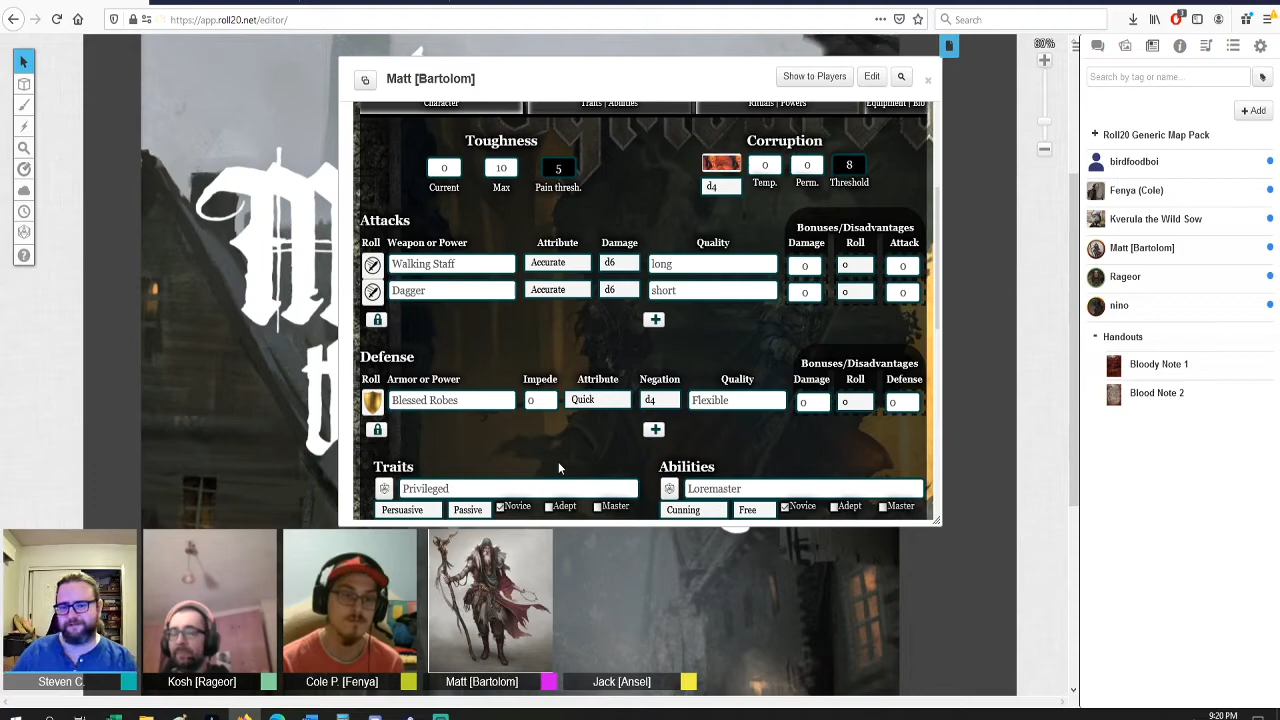 https://app.roll20.net/editor/
Search
Matt [Bartolom]
Show to Players
Edit
Character
Traits | Abilities
Rituals | Powers
Equipment | Bio
Toughness
Corruption
0 10 5
Current Max Pain thresh.
0 0 8
d4 Temp. Perm. Threshold
Attacks
Bonuses/Disadvantages
Roll Weapon or Power Attribute Damage Quality Damage Roll Attack
Walking Staff Accurate d6 long 0 0 0
Dagger Accurate d6 short 0 0 0
Defense
Bonuses/Disadvantages
Roll Armor or Power Impede Attribute Negation Quality Damage Roll Defense
Blessed Robes 0 Quick d4 Flexible 0 0 0
Traits
Abilities
Privileged
Loremaster
Persuasive Passive Novice Adept Master
Cunning Free Novice Adept Master
80%
Search by tag or name...
+ Add
+ Roll20 Generic Map Pack
birdfoodboi
Fenya (Cole)
Kverula the Wild Sow
Matt [Bartolom]
Rageor
nino
- Handouts
Bloody Note 1
Blood Note 2
Steven C.
Kosh [Rageor]
Cole P. [Fenya]
Matt [Bartolom]
Jack [Ansel]
9:20 PM